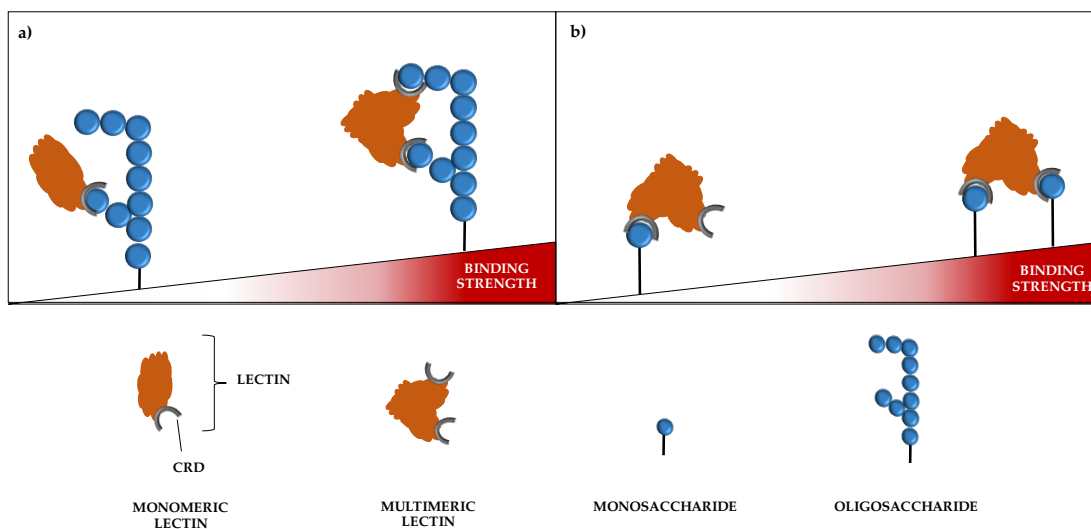 a)
BINDING
STRENGTH
b)
BINDING
STRENGTH
LECTIN
CRD
MONOMERIC
LECTIN
MULTIMERIC
LECTIN
MONOSACCHARIDE
OLIGOSACCHARIDE